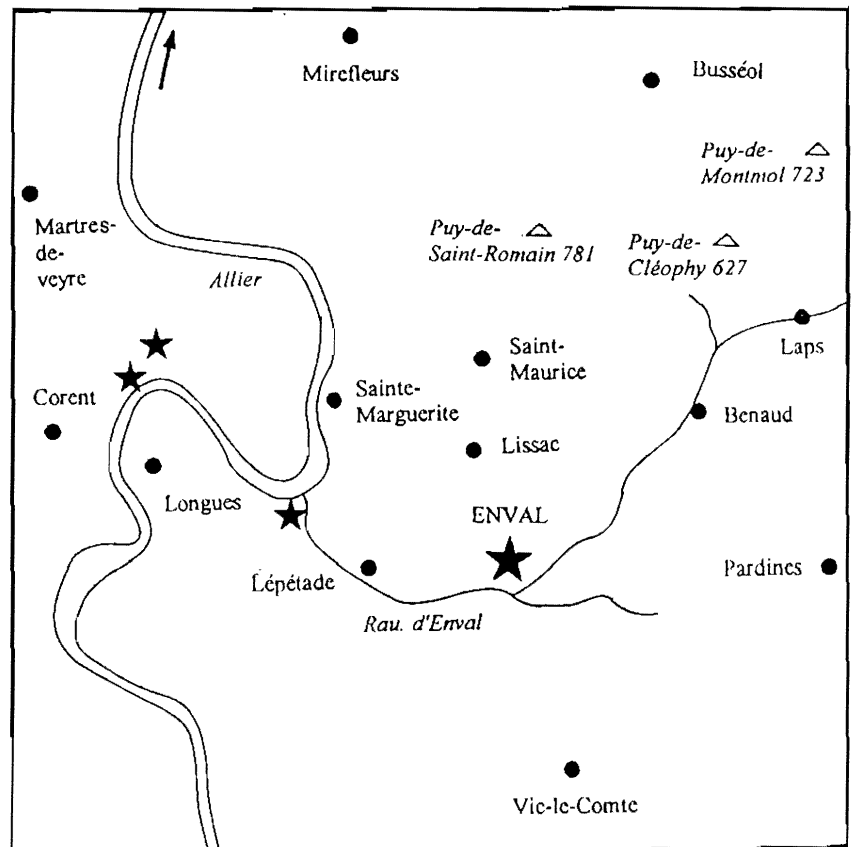 Mirefleurs
Busséol
Puy-de-
Montmol 723
Martres-
de-
veyre
Allier
Puy-de-
Saint-Romain 781
Puy-de-
Cléophy 627
Laps
Saint-
Maurice
Corent
Sainte-
Marguerite
Benaud
Lissac
Longues
ENVAL
Lépétade
Pardines
Rau. d'Enval
Vic-le-Comte